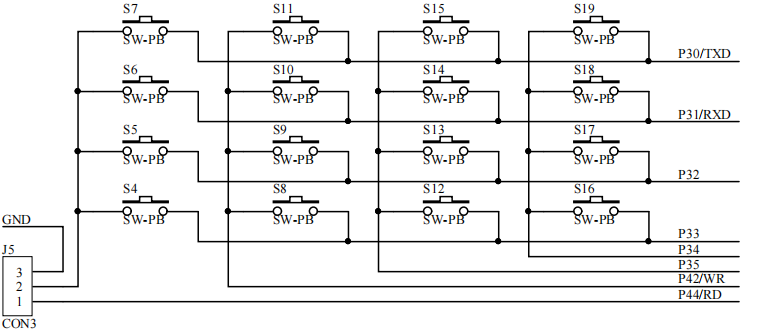 S7 S11 S15 S19
SW-PB SW-PB SW-PB SW-PB
P30/TXD
S6 S10 S14 S18
SW-PB SW-PB SW-PB SW-PB
P31/RXD
S5 S9 S13 S17
SW-PB SW-PB SW-PB SW-PB
P32
S4 S8 S12 S16
SW-PB SW-PB SW-PB SW-PB
GND
P33
J5
P34
3
P35
2
P42/WR
1
P44/RD
CON3